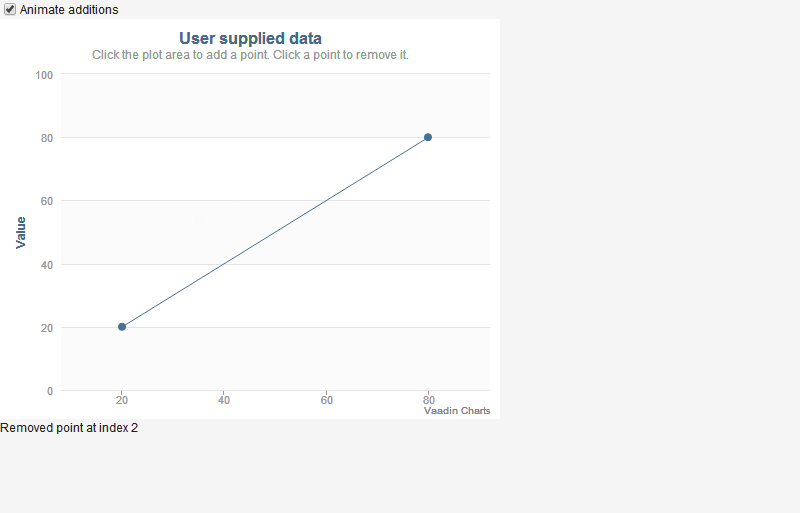 Animate additions
User supplied data
Click the plot area to add a point. Click a point to remove it.
100
80
60
40
20
0
Value
20 40 60 80
Vaadin Charts
Removed point at index 2